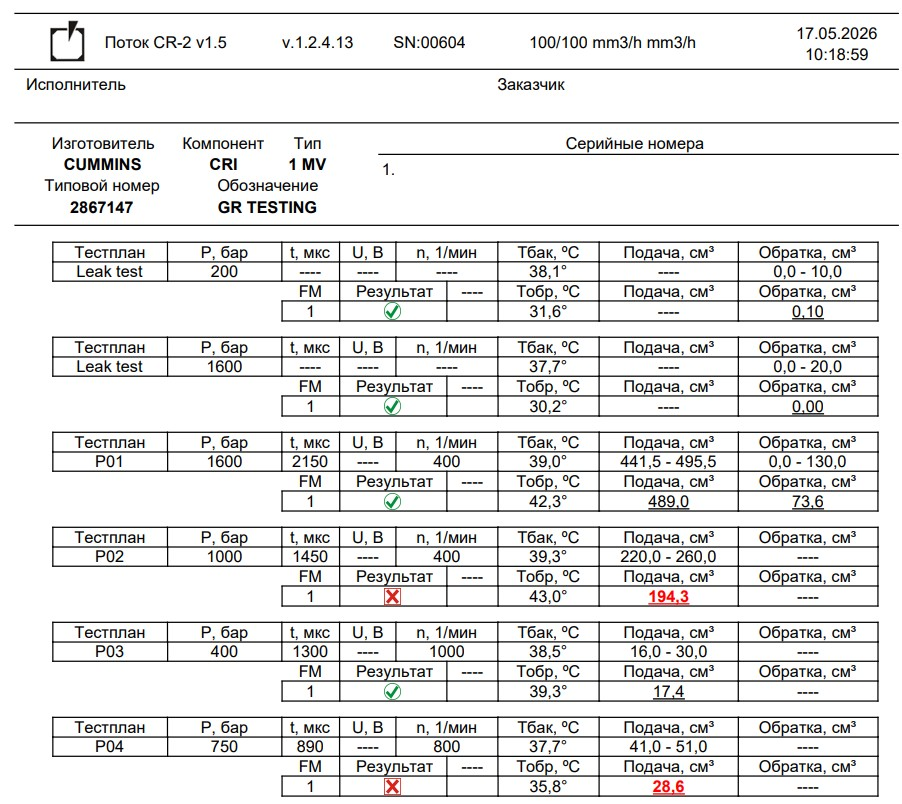 Поток CR-2 v1.5 v.1.2.4.13 SN:00604 100/100 mm3/h mm3/h 17.05.2026
10:18:59
Исполнитель Заказчик
Изготовитель Компонент Тип Серийные номера
CUMMINS CRI 1 MV 1.
Типовой номер Обозначение
2867147 GR TESTING
Тестплан P, бар t, мкс U, В n, 1/мин Тбак, ºC Подача, см³ Обратка, см³
Leak test 200 ---- ---- ---- 38,1° ---- 0,0 - 10,0
FM Результат ---- Тобр, ºC Подача, см³ Обратка, см³
1 31,6° ---- 0,10
Тестплан P, бар t, мкс U, В n, 1/мин Тбак, ºC Подача, см³ Обратка, см³
Leak test 1600 ---- ---- ---- 37,7° ---- 0,0 - 20,0
FM Результат ---- Тобр, ºC Подача, см³ Обратка, см³
1 30,2° ---- 0,00
Тестплан P, бар t, мкс U, В n, 1/мин Тбак, ºC Подача, см³ Обратка, см³
P01 1600 2150 ---- 400 39,0° 441,5 - 495,5 0,0 - 130,0
FM Результат ---- Тобр, ºC Подача, см³ Обратка, см³
1 42,3° 489,0 73,6
Тестплан P, бар t, мкс U, В n, 1/мин Тбак, ºC Подача, см³ Обратка, см³
P02 1000 1450 ---- 400 39,3° 220,0 - 260,0 ----
FM Результат ---- Тобр, ºC Подача, см³ Обратка, см³
1 43,0° 194,3 ----
Тестплан P, бар t, мкс U, В n, 1/мин Тбак, ºC Подача, см³ Обратка, см³
P03 400 1300 ---- 1000 38,5° 16,0 - 30,0 ----
FM Результат ---- Тобр, ºC Подача, см³ Обратка, см³
1 39,3° 17,4 ----
Тестплан P, бар t, мкс U, В n, 1/мин Тбак, ºC Подача, см³ Обратка, см³
P04 750 890 ---- 800 37,7° 41,0 - 51,0 ----
FM Результат ---- Тобр, ºC Подача, см³ Обратка, см³
1 35,8° 28,6 ----